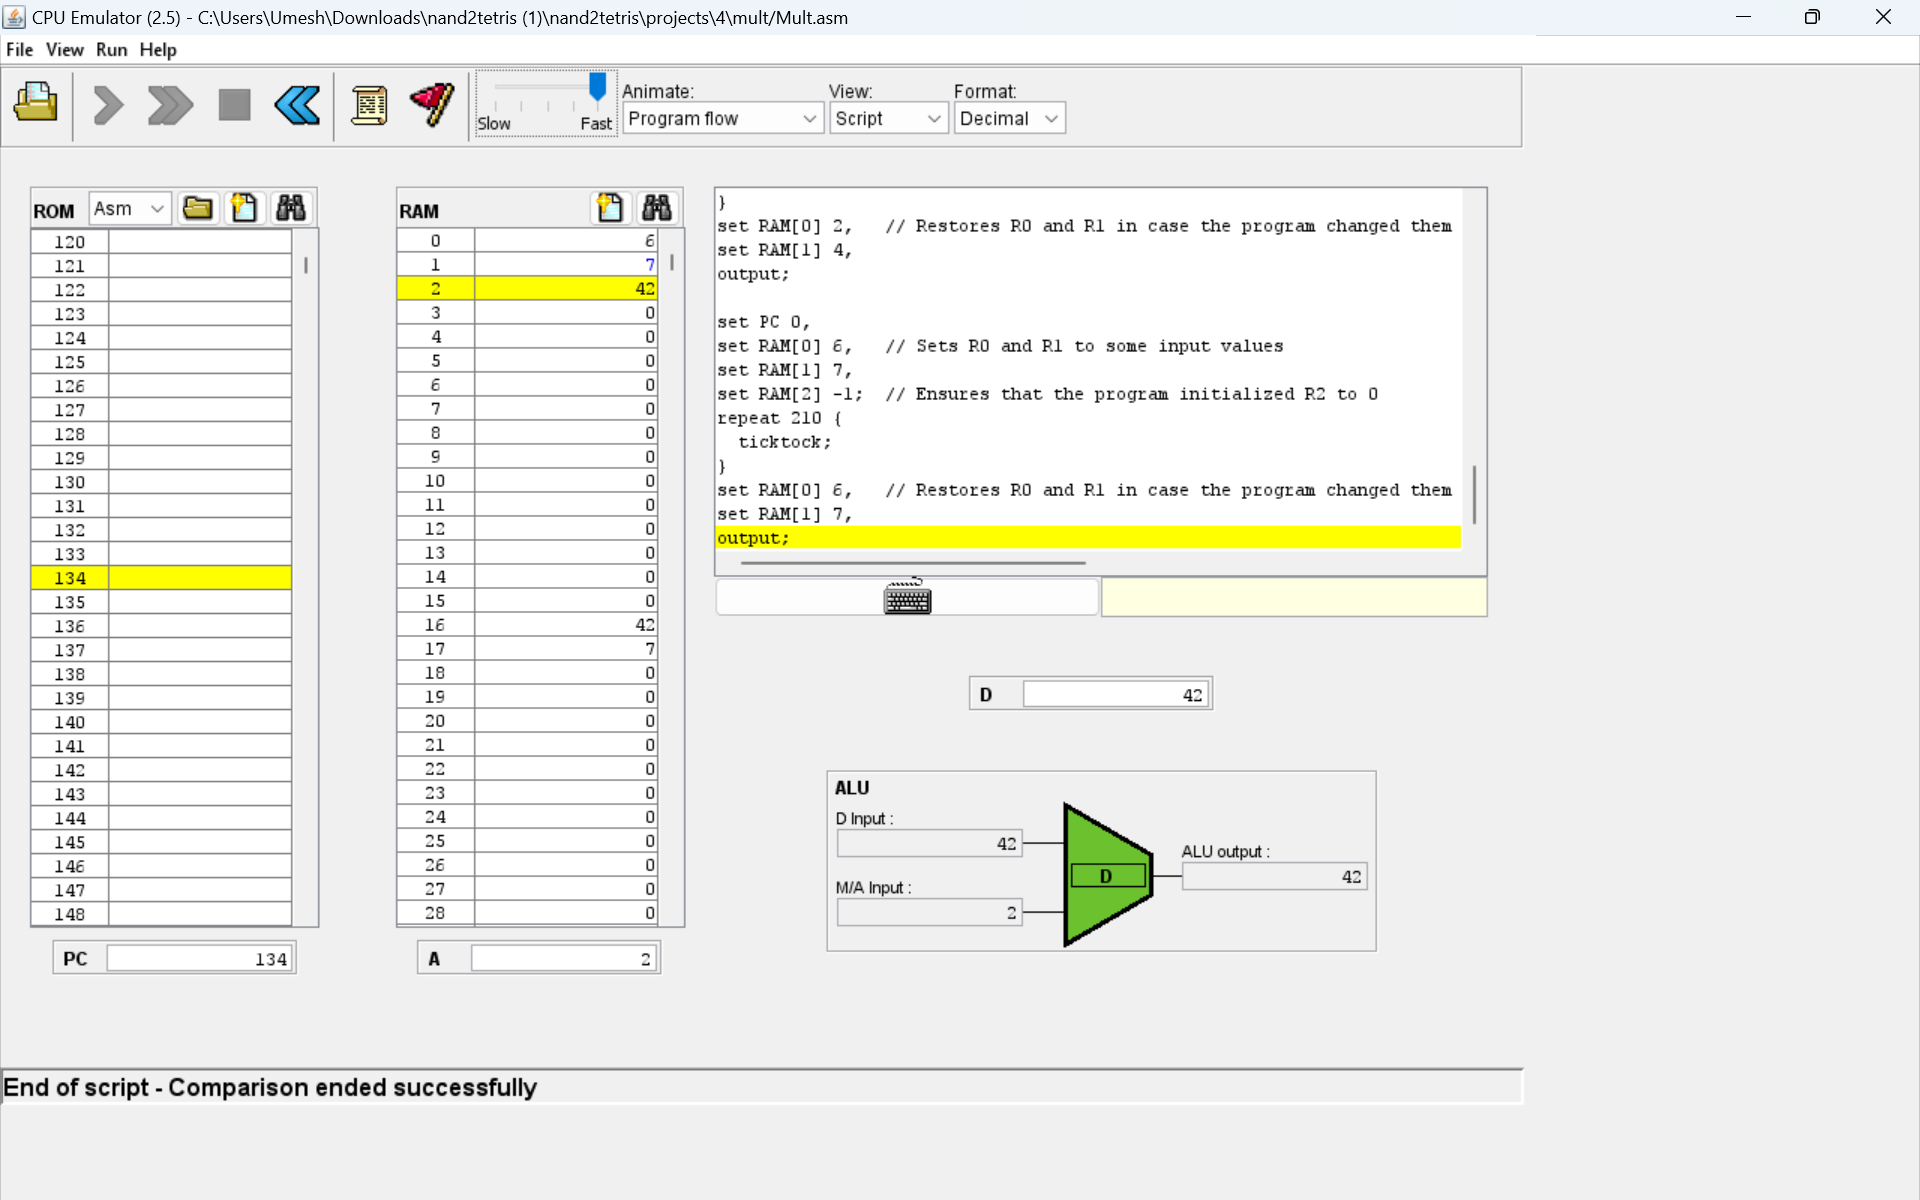 CPU Emulator (2.5) - C:\Users\Umesh\Downloads\nand2tetris (1)\nand2tetris\projects\4\mult/Mult.asm
File View Run Help
Slow Fast
Animate:
Program flow
View:
Script
Format:
Decimal
ROM Asm
120
121
122
123
124
125
126
127
128
129
130
131
132
133
134
135
136
137
138
139
140
141
142
143
144
145
146
147
148
PC 134
RAM
0 6
1 7
2 42
3 0
4 0
5 0
6 0
7 0
8 0
9 0
10 0
11 0
12 0
13 0
14 0
15 0
16 42
17 7
18 0
19 0
20 0
21 0
22 0
23 0
24 0
25 0
26 0
27 0
28 0
A 2
}
set RAM[0] 2,   // Restores R0 and R1 in case the program changed them
set RAM[1] 4,
output;
set PC 0,
set RAM[0] 6,   // Sets R0 and R1 to some input values
set RAM[1] 7,
set RAM[2] -1;  // Ensures that the program initialized R2 to 0
repeat 210 {
  ticktock;
}
set RAM[0] 6,   // Restores R0 and R1 in case the program changed them
set RAM[1] 7,
output;
D 42
ALU
D Input :
42
M/A Input :
2
D
ALU output :
42
End of script - Comparison ended successfully